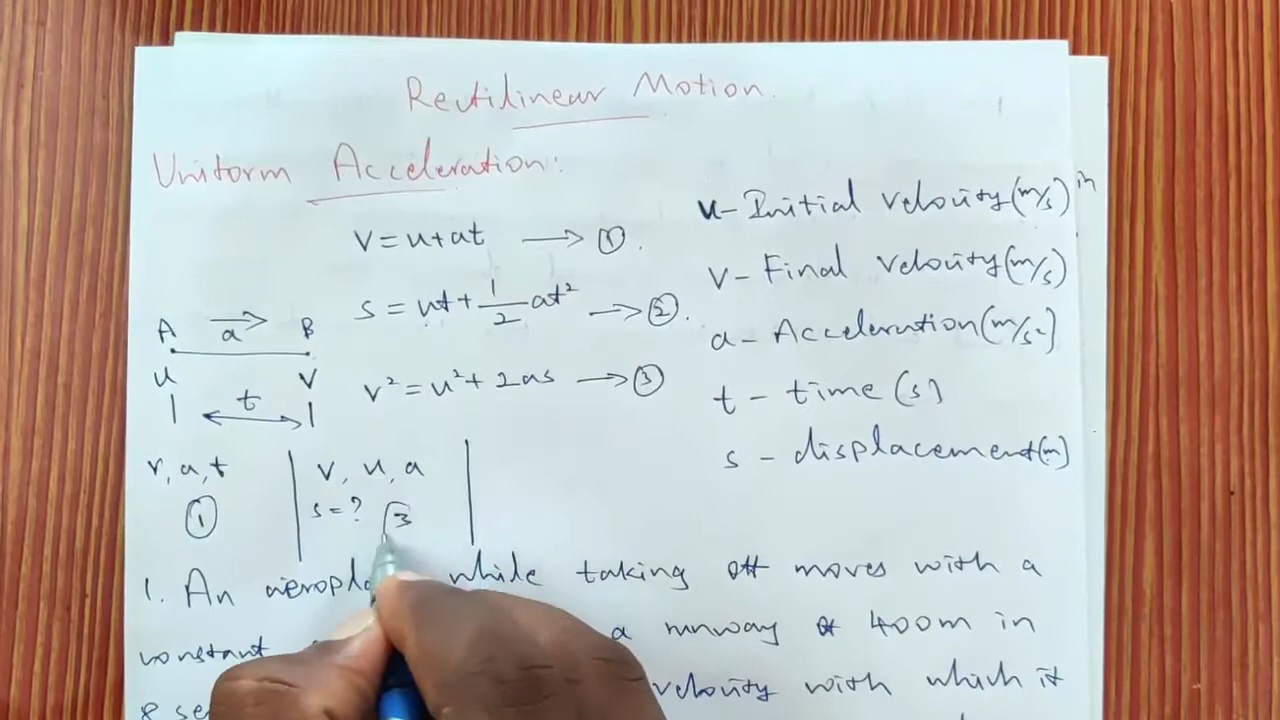 Rectilinear Motion.
Uniform Acceleration:
v = u + at → ①.
s = ut + 1/2 at² → ②.
v² = u² + 2as → ③
A a→ B
u v
t
u - Initial velocity (m/s) in
v - Final velocity (m/s)
a - Acceleration (m/s²)
t - time (s)
s - displacement (m)
v, a, t
①
v, u, a
s = ? 3
1. An while taking off moves with a
constant a runway of 400m in
8 velocity with which it